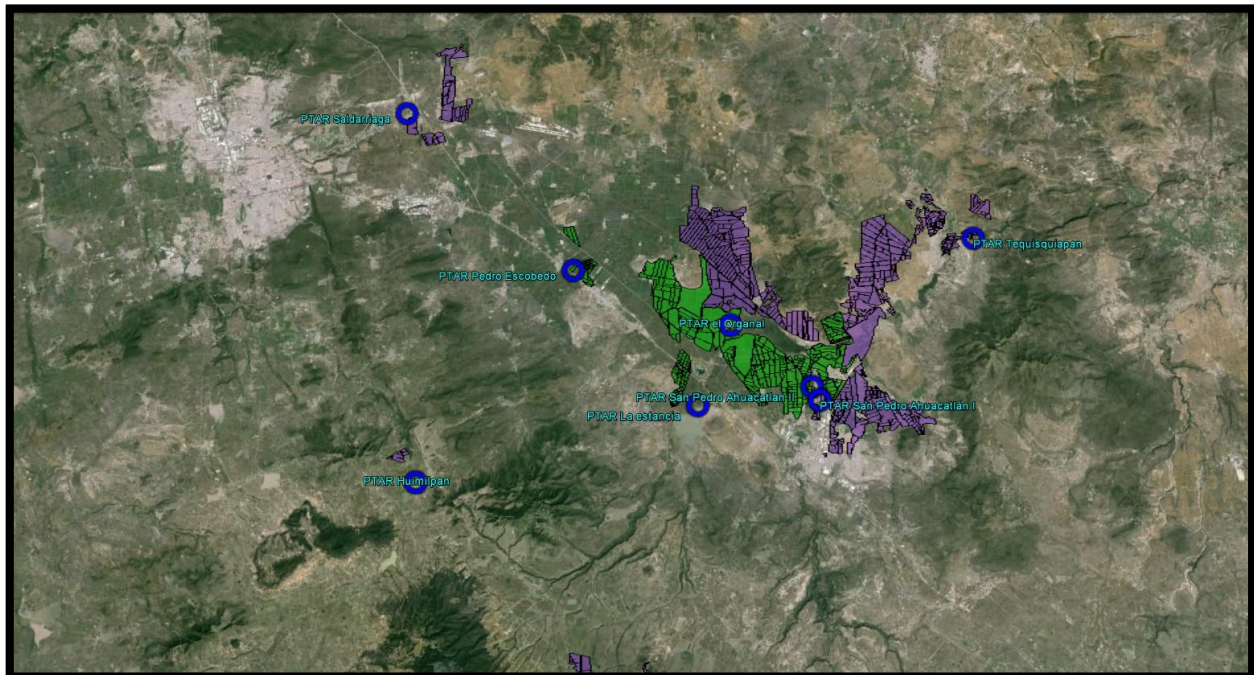 PTAR Saldarriaga
PTAR Tequisquiapan
PTAR Pedro Escobedo
PTAR el Organal
PTAR San Pedro Ahuacatlán II
PTAR San Pedro Ahuacatlán I
PTAR La estancia
PTAR Huimilpan